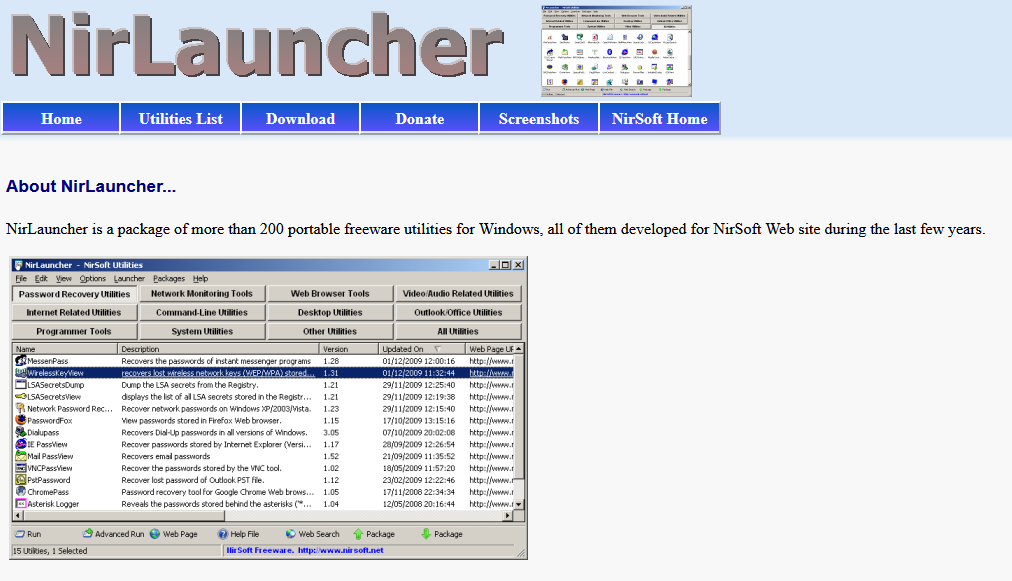 NirLauncher
Home Utilities List Download Donate Screenshots NirSoft Home
About NirLauncher...
NirLauncher is a package of more than 200 portable freeware utilities for Windows, all of them developed for NirSoft Web site during the last few years.
NirLauncher - NirSoft Utilities
File Edit View Options Launcher Packages Help
Password Recovery Utilities Network Monitoring Tools Web Browser Tools Video/Audio Related Utilities
Internet Related Utilities Command-Line Utilities Desktop Utilities Outlook/Office Utilities
Programmer Tools System Utilities Other Utilities All Utilities
Name Description Version Updated On Web Page UR
MessenPass Recovers the passwords of instant messenger programs 1.28 01/12/2009 12:00:16 http://www.n
WirelessKeyView recovers lost wireless network keys (WEP/WPA) stored... 1.31 01/12/2009 11:32:44 http://www.n
LSASecretsDump Dump the LSA secrets from the Registry. 1.21 29/11/2009 12:25:40 http://www.n
LSASecretsView displays the list of all LSA secrets stored in the Registr... 1.21 29/11/2009 12:19:38 http://www.n
Network Password Rec... Recover network passwords on Windows XP/2003/Vista. 1.23 29/11/2009 12:15:40 http://www.n
PasswordFox View passwords stored in Firefox Web browser. 1.15 17/10/2009 13:15:16 http://www.n
Dialupass Recovers Dial-Up passwords in all versions of Windows. 3.05 07/10/2009 20:02:08 http://www.n
IE PassView Recover passwords stored by Internet Explorer (Versi... 1.17 28/09/2009 12:26:54 http://www.n
Mail PassView Recovers email passwords 1.52 21/09/2009 11:35:52 http://www.n
VNCPassView Recover the passwords stored by the VNC tool. 1.02 18/05/2009 11:57:20 http://www.n
PstPassword Recover lost password of Outlook PST file. 1.12 23/02/2009 12:22:46 http://www.n
ChromePass Password recovery tool for Google Chrome Web brows... 1.05 17/11/2008 22:34:34 http://www.n
Asterisk Logger Reveals the passwords stored behind the asterisks ('*... 1.04 12/05/2008 20:16:44 http://www.n
Run Advanced Run Web Page Help File Web Search Package Package
15 Utilities, 1 Selected NirSoft Freeware. http://www.nirsoft.net